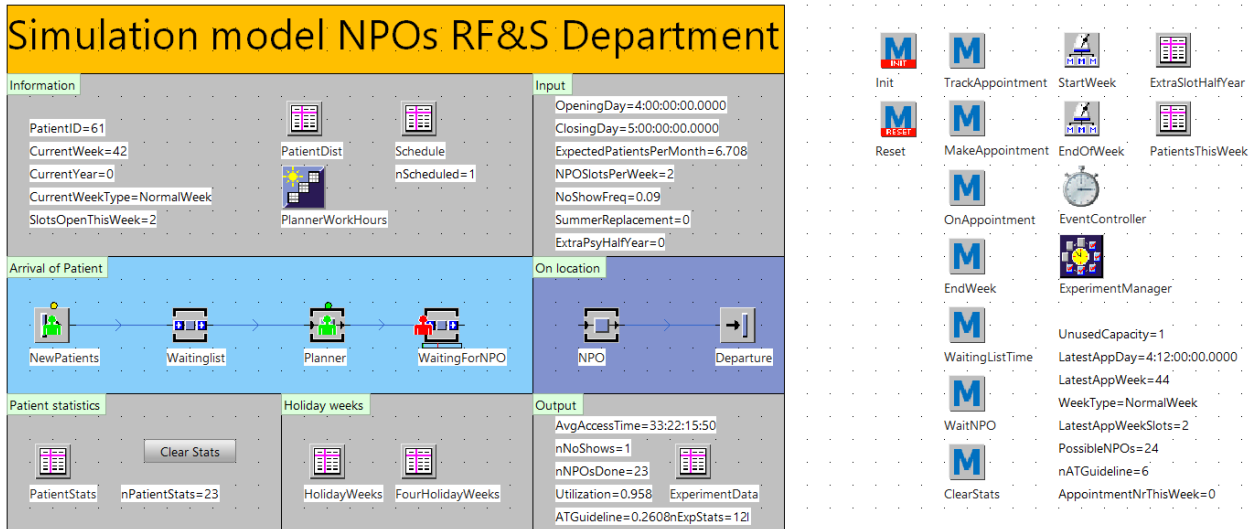 Simulation model NPOs RF&S Department
Information
PatientID=61
CurrentWeek=42
CurrentYear=0
CurrentWeekType=NormalWeek
SlotsOpenThisWeek=2
PatientDist
Schedule
nScheduled=1
PlannerWorkHours
Input
OpeningDay=4:00:00:00.0000
ClosingDay=5:00:00:00.0000
ExpectedPatientsPerMonth=6.708
NPOSlotsPerWeek=2
NoShowFreq=0.09
SummerReplacement=0
ExtraPsyHalfYear=0
Arrival of Patient
NewPatients
Waitinglist
Planner
WaitingForNPO
On location
NPO
Departure
Patient statistics
Clear Stats
PatientStats
nPatientStats=23
Holiday weeks
HolidayWeeks
FourHolidayWeeks
Output
AvgAccessTime=33:22:15:50
nNoShows=1
nNPOsDone=23
Utilization=0.958
ExperimentData
ATGuideline=0.2608
nExpStats=12
M
INIT
Init
M
TrackAppointment
M M M
StartWeek
ExtraSlotHalfYear
M
RESET
Reset
M
MakeAppointment
M M M
EndOfWeek
PatientsThisWeek
M
OnAppointment
EventController
M
EndWeek
ExperimentManager
M
WaitingListTime
M
WaitNPO
M
ClearStats
UnusedCapacity=1
LatestAppDay=4:12:00:00.0000
LatestAppWeek=44
WeekType=NormalWeek
LatestAppWeekSlots=2
PossibleNPOs=24
nATGuideline=6
AppointmentNrThisWeek=0